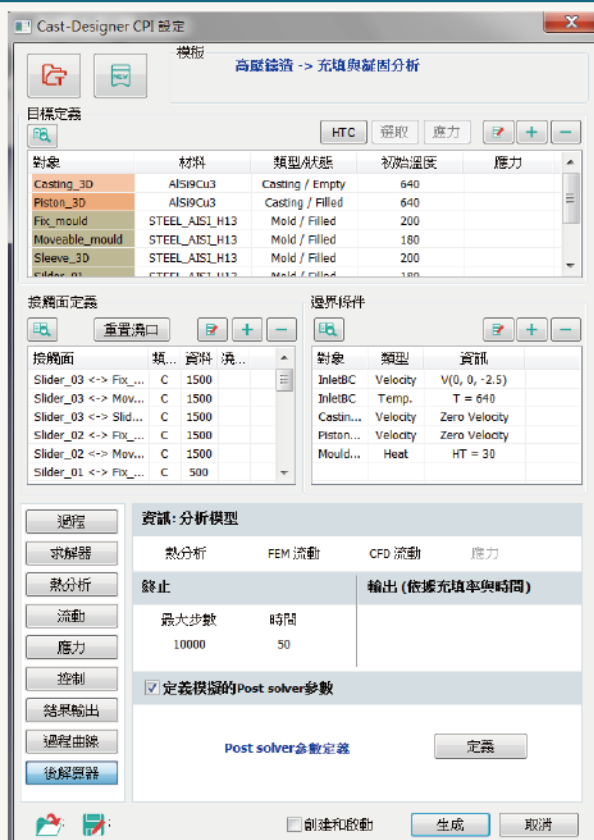 Cast-Designer CPI 設定
模版
高壓鑄造 -> 充填與凝固分析
NEW
目標定義
HTC 選取 應力
對象 材料 類型/狀態 初始溫度 應力
Casting_3D AlSi9Cu3 Casting / Empty 640
Piston_3D AlSi9Cu3 Casting / Filled 640
Fix_mould STEEL_AISI_H13 Mold / Filled 200
Moveable_mould STEEL_AISI_H13 Mold / Filled 180
Sleeve_3D STEEL_AISI_H13 Mold / Filled 200
Silder_01 STEEL_AISI_H13 Mold / Filled 180
接觸面定義
重置澆口
接觸面 類... 資料 澆...
Slider_03 <-> Fix_... C 1500
Slider_03 <-> Mov... C 1500
Slider_03 <-> Slid... C 1500
Slider_02 <-> Fix_... C 1500
Slider_02 <-> Mov... C 1500
Silder_01 <-> Fix_... C 500
邊界條件
對象 類型 資訊
InletBC Velocity V(0, 0, -2.5)
InletBC Temp. T = 640
Castin... Velocity Zero Velocity
Piston... Velocity Zero Velocity
Mould... Heat HT = 30
過程
求解器
熱分析
流動
應力
控制
結果輸出
過程曲線
後解算器
資訊: 分析模型
熱分析 FEM 流動 CFD 流動 應力
終止
最大步數 時間
10000 50
輸出 (依據充填率與時間)
定義模擬的Post solver參數
Post solver參數定義 定義
創建和啟動 生成 取消